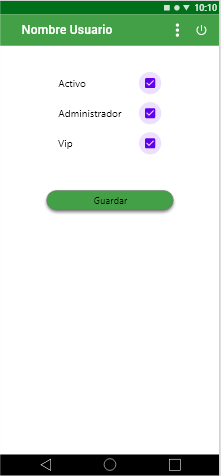 10:10
Nombre Usuario
Activo
Administrador
Vip
Guardar